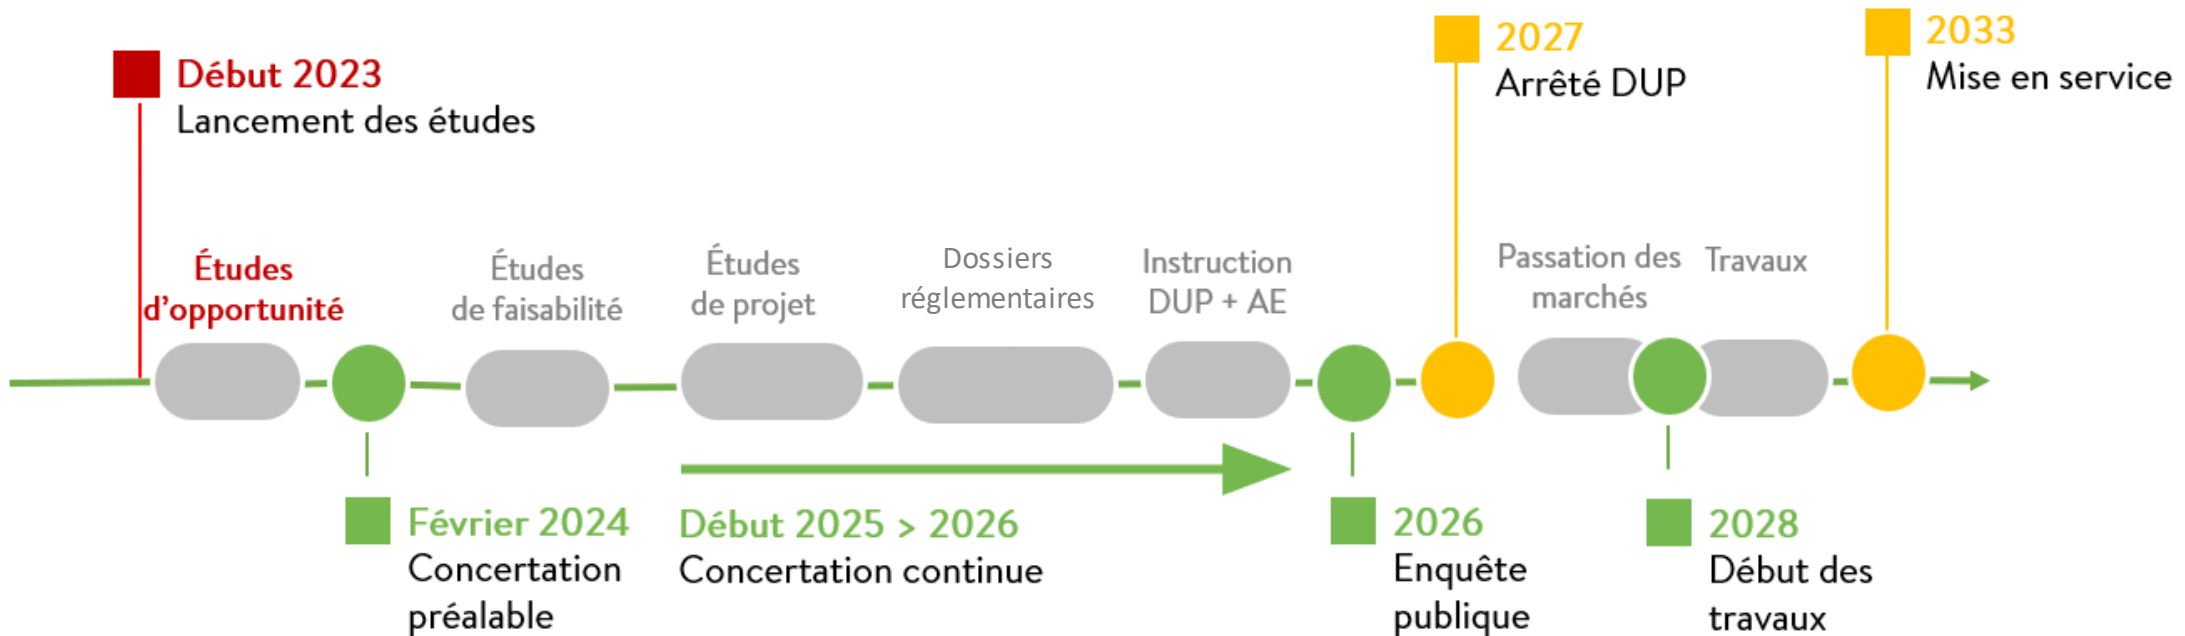 Début 2023
Lancement des études
2027
Arrêté DUP
2033
Mise en service
Études
d’opportunité
Études
de faisabilité
Études
de projet
Dossiers
réglementaires
Instruction
DUP + AE
Passation des
marchés
Travaux
Février 2024
Concertation
préalable
Début 2025 > 2026
Concertation continue
2026
Enquête
publique
2028
Début des
travaux